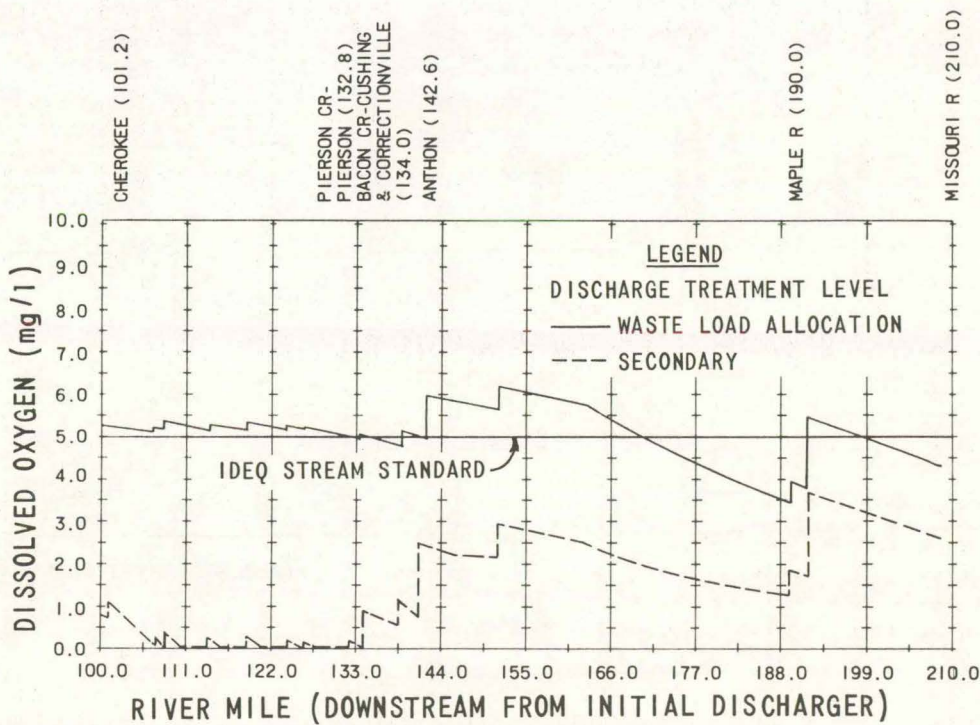 CHEROKEE (101.2)
PIERSON CR-
PIERSON (132.8)
BACON CR-CUSHING
& CORRECTIONVILLE
(134.0)
ANTHON (142.6)
MAPLE R (190.0)
MISSOURI R (210.0)
DISSOLVED OXYGEN (mg/l)
10.0
9.0
8.0
7.0
6.0
5.0
4.0
3.0
2.0
1.0
0.0
LEGEND
DISCHARGE TREATMENT LEVEL
WASTE LOAD ALLOCATION
SECONDARY
IDEQ STREAM STANDARD
100.0 111.0 122.0 133.0 144.0 155.0 166.0 177.0 188.0 199.0 210.0
RIVER MILE (DOWNSTREAM FROM INITIAL DISCHARGER)